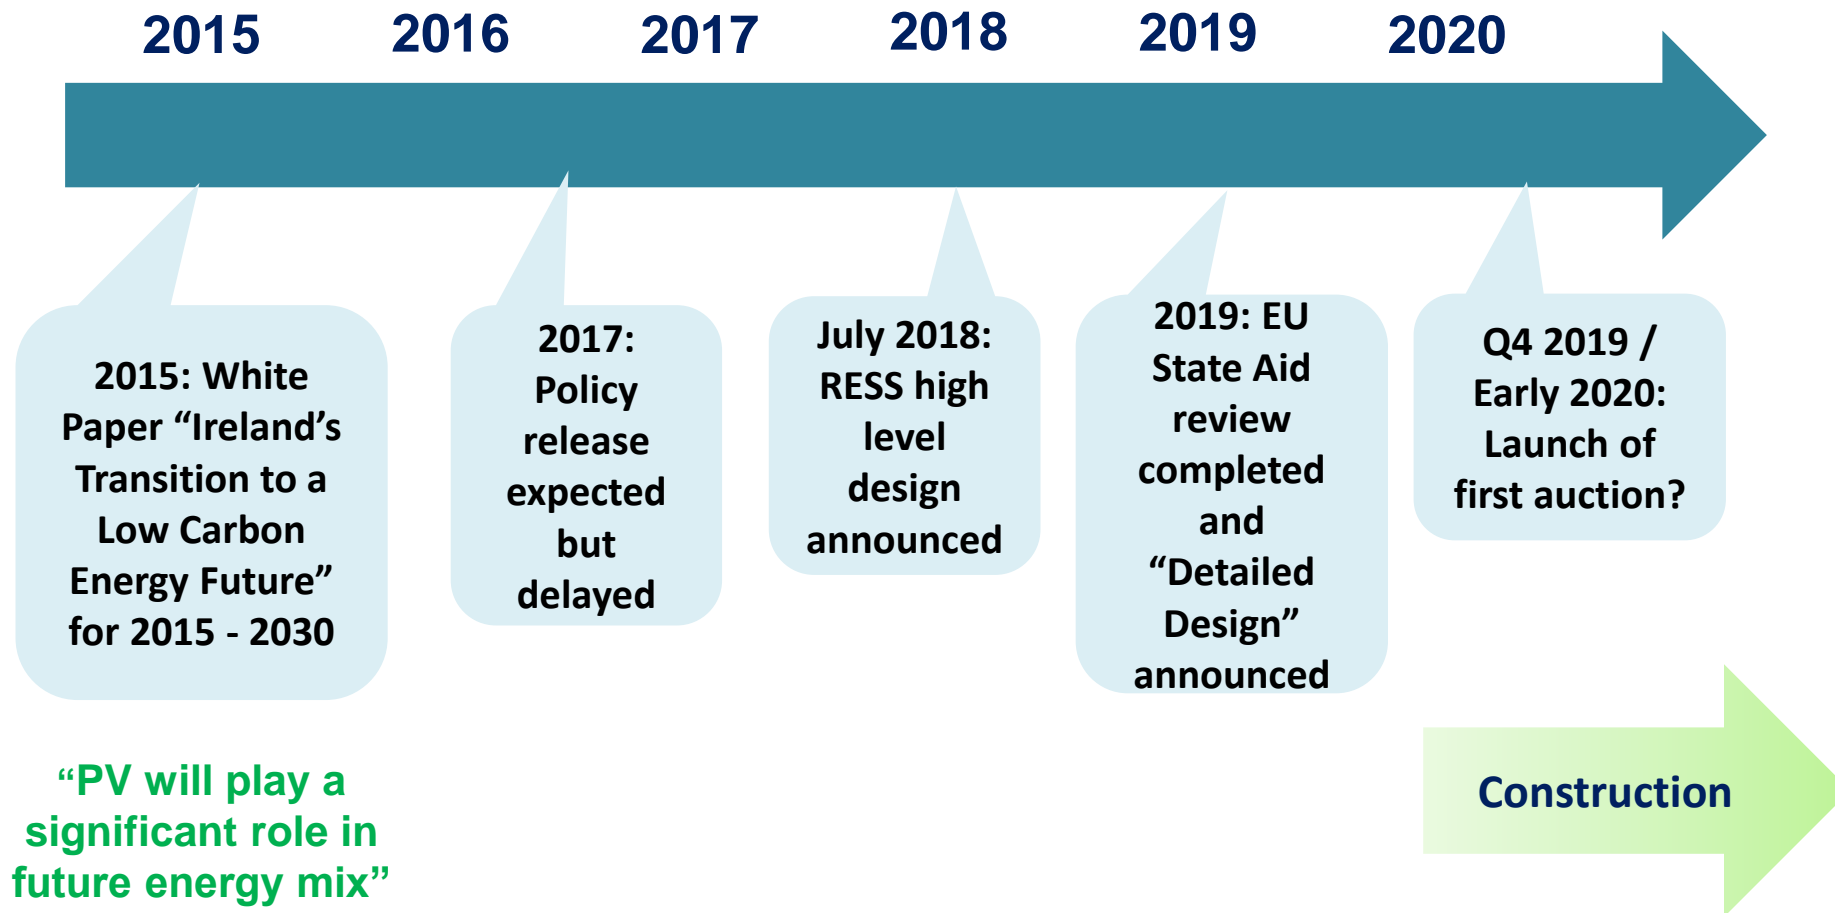 2015 2016 2017 2018 2019 2020
2015: White
Paper “Ireland’s
Transition to a
Low Carbon
Energy Future”
for 2015 - 2030
2017:
Policy
release
expected
but
delayed
July 2018:
RESS high
level
design
announced
2019: EU
State Aid
review
completed
and
“Detailed
Design”
announced
Q4 2019 /
Early 2020:
Launch of
first auction?
“PV will play a
significant role in
future energy mix”
Construction